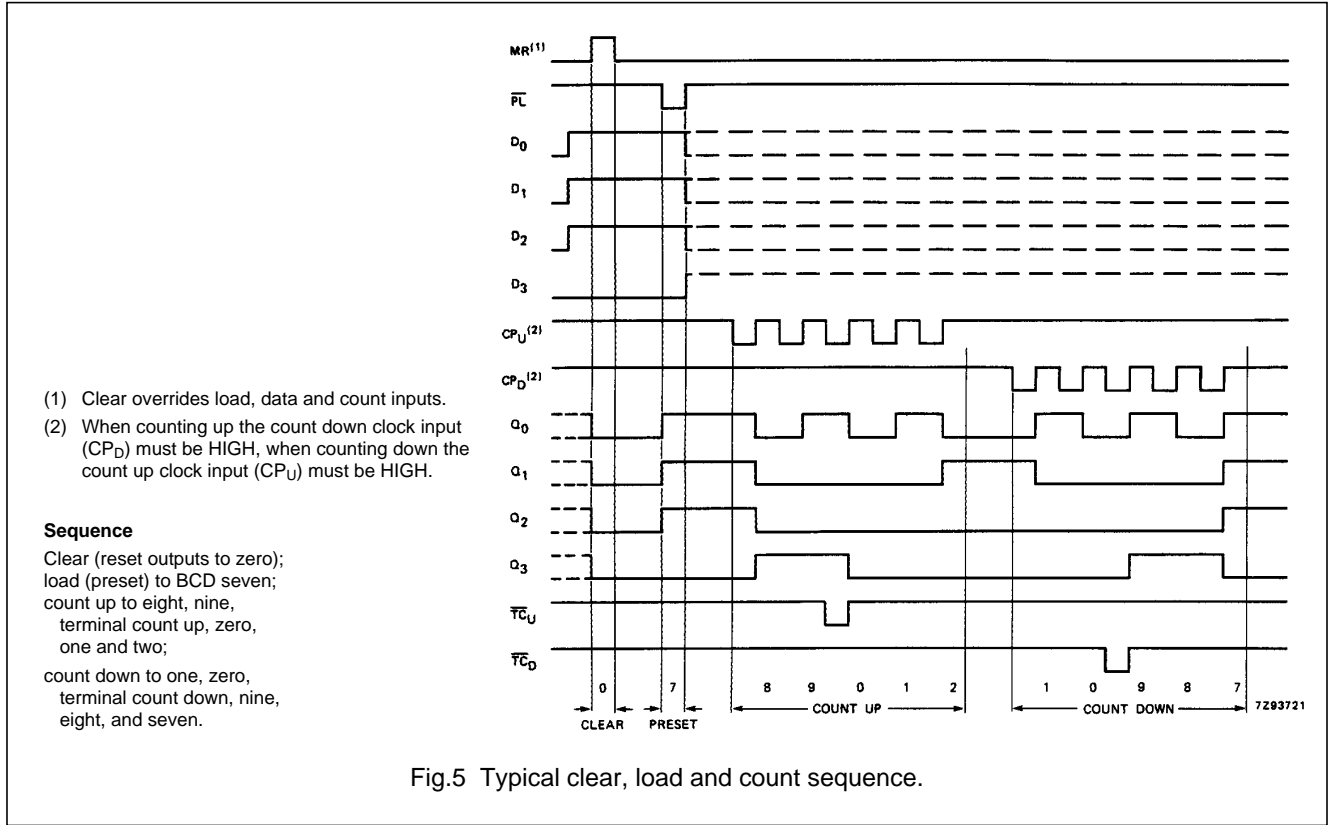 MR(1)
PL
D0
D1
D2
D3
CPU(2)
CPD(2)
Q0
Q1
Q2
Q3
TCU
TCD
0 7 8 9 0 1 2 1 0 9 8 7
CLEAR PRESET COUNT UP COUNT DOWN 7Z93721
(1) Clear overrides load, data and count inputs.
(2) When counting up the count down clock input
(CPD) must be HIGH, when counting down the
count up clock input (CPU) must be HIGH.
Sequence
Clear (reset outputs to zero);
load (preset) to BCD seven;
count up to eight, nine,
terminal count up, zero,
one and two;
count down to one, zero,
terminal count down, nine,
eight, and seven.
Fig.5 Typical clear, load and count sequence.